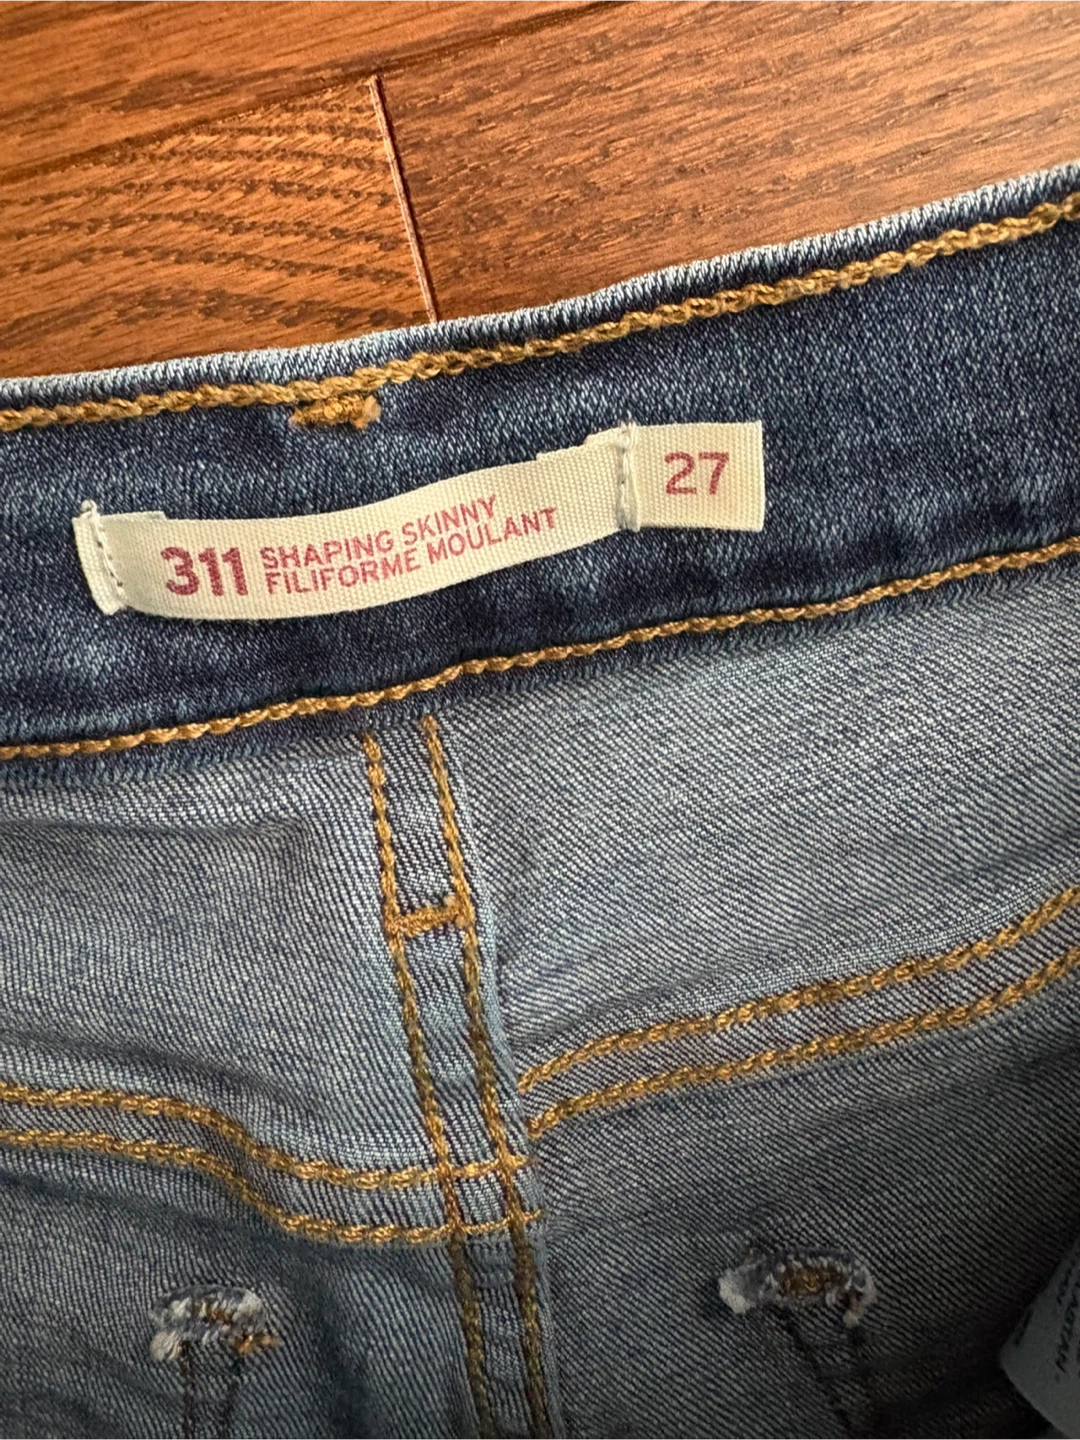 311 SHAPING SKINNY
FILIFORME MOULANT
27